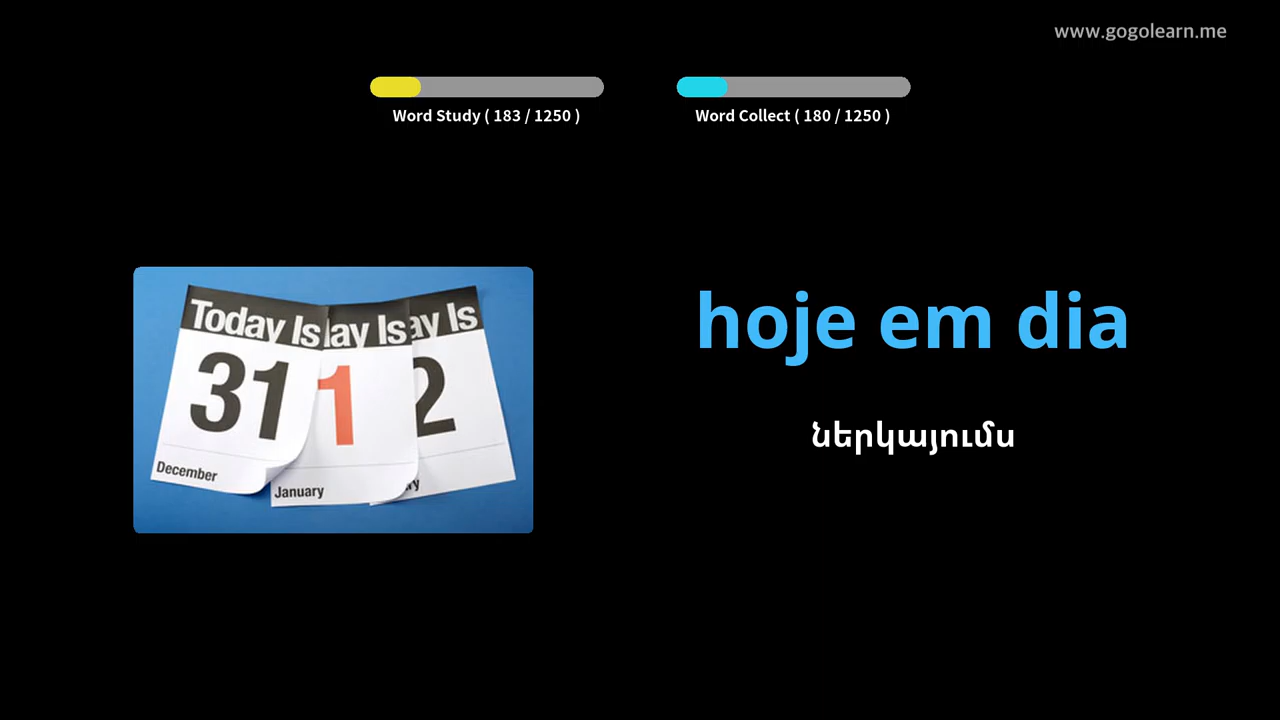 www.gogolearn.me
Word Study ( 183 / 1250 )
Word Collect ( 180 / 1250 )
Today Is
ay Is
ay Is
31
1
2
December
January
ry
hoje em dia
ներկայումս